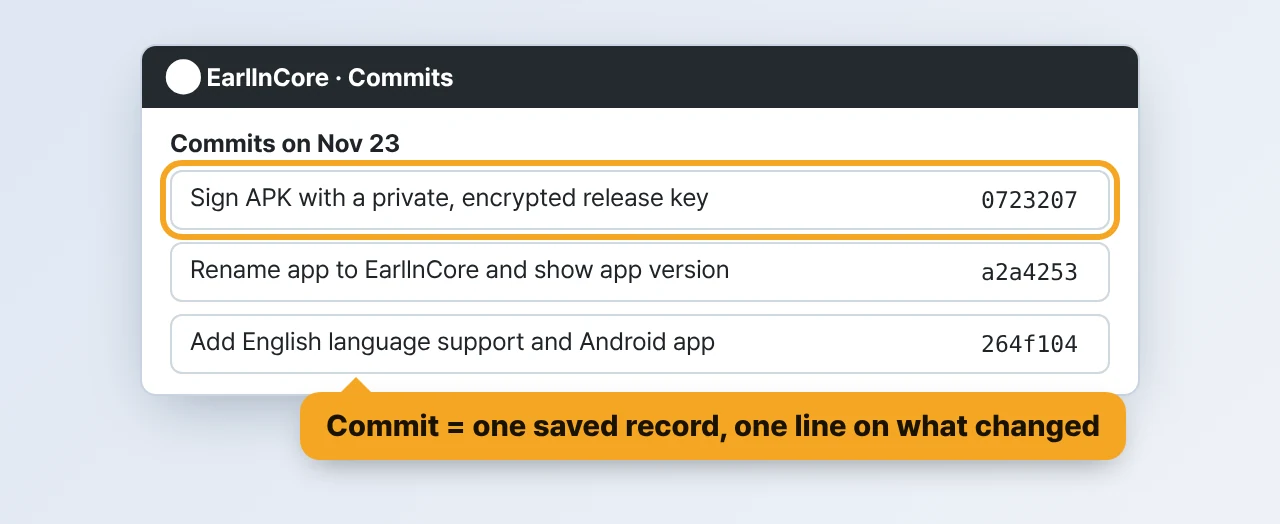 EarlInCore · Commits
Commits on Nov 23
Sign APK with a private, encrypted release key 0723207
Rename app to EarlInCore and show app version a2a4253
Add English language support and Android app 264f104
Commit = one saved record, one line on what changed